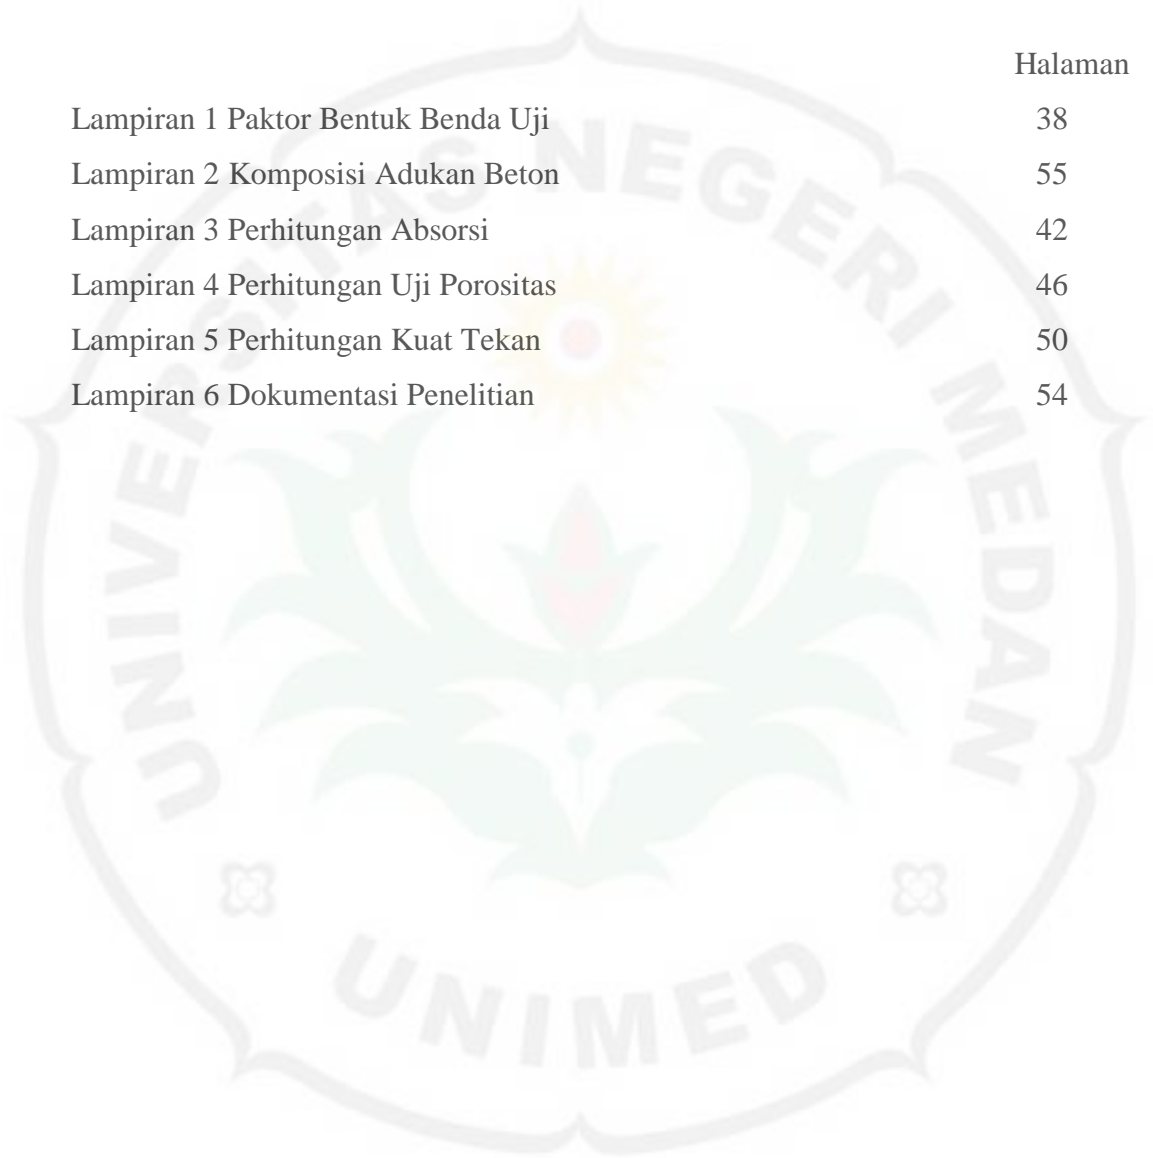 Halaman
Lampiran 1 Paktor Bentuk Benda Uji 38
Lampiran 2 Komposisi Adukan Beton 55
Lampiran 3 Perhitungan Absorsi 42
Lampiran 4 Perhitungan Uji Porositas 46
Lampiran 5 Perhitungan Kuat Tekan 50
Lampiran 6 Dokumentasi Penelitian 54
UNIVERSITAS NEGERI MEDAN
UNIMED